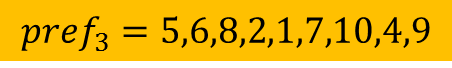 pref₃ = 5,6,8,2,1,7,10,4,9